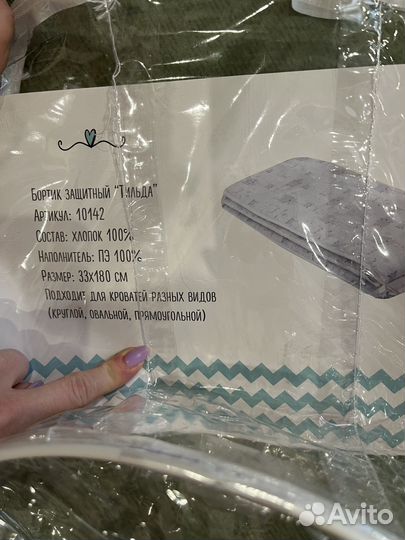 Бортик защитный "Тильда"
Артикул: 10142
Состав: хлопок 100%
Наполнитель: ПЭ 100%
Размер: 33х180 см
Подходит для кроватей разных видов
(круглой, овальной, прямоугольной)
Avito